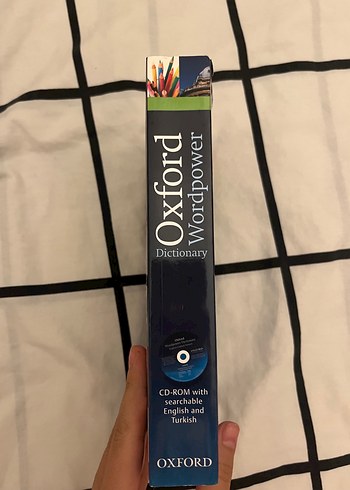 Oxford
Wordpower
Dictionary
CD-ROM with
searchable
English and
Turkish
OXFORD